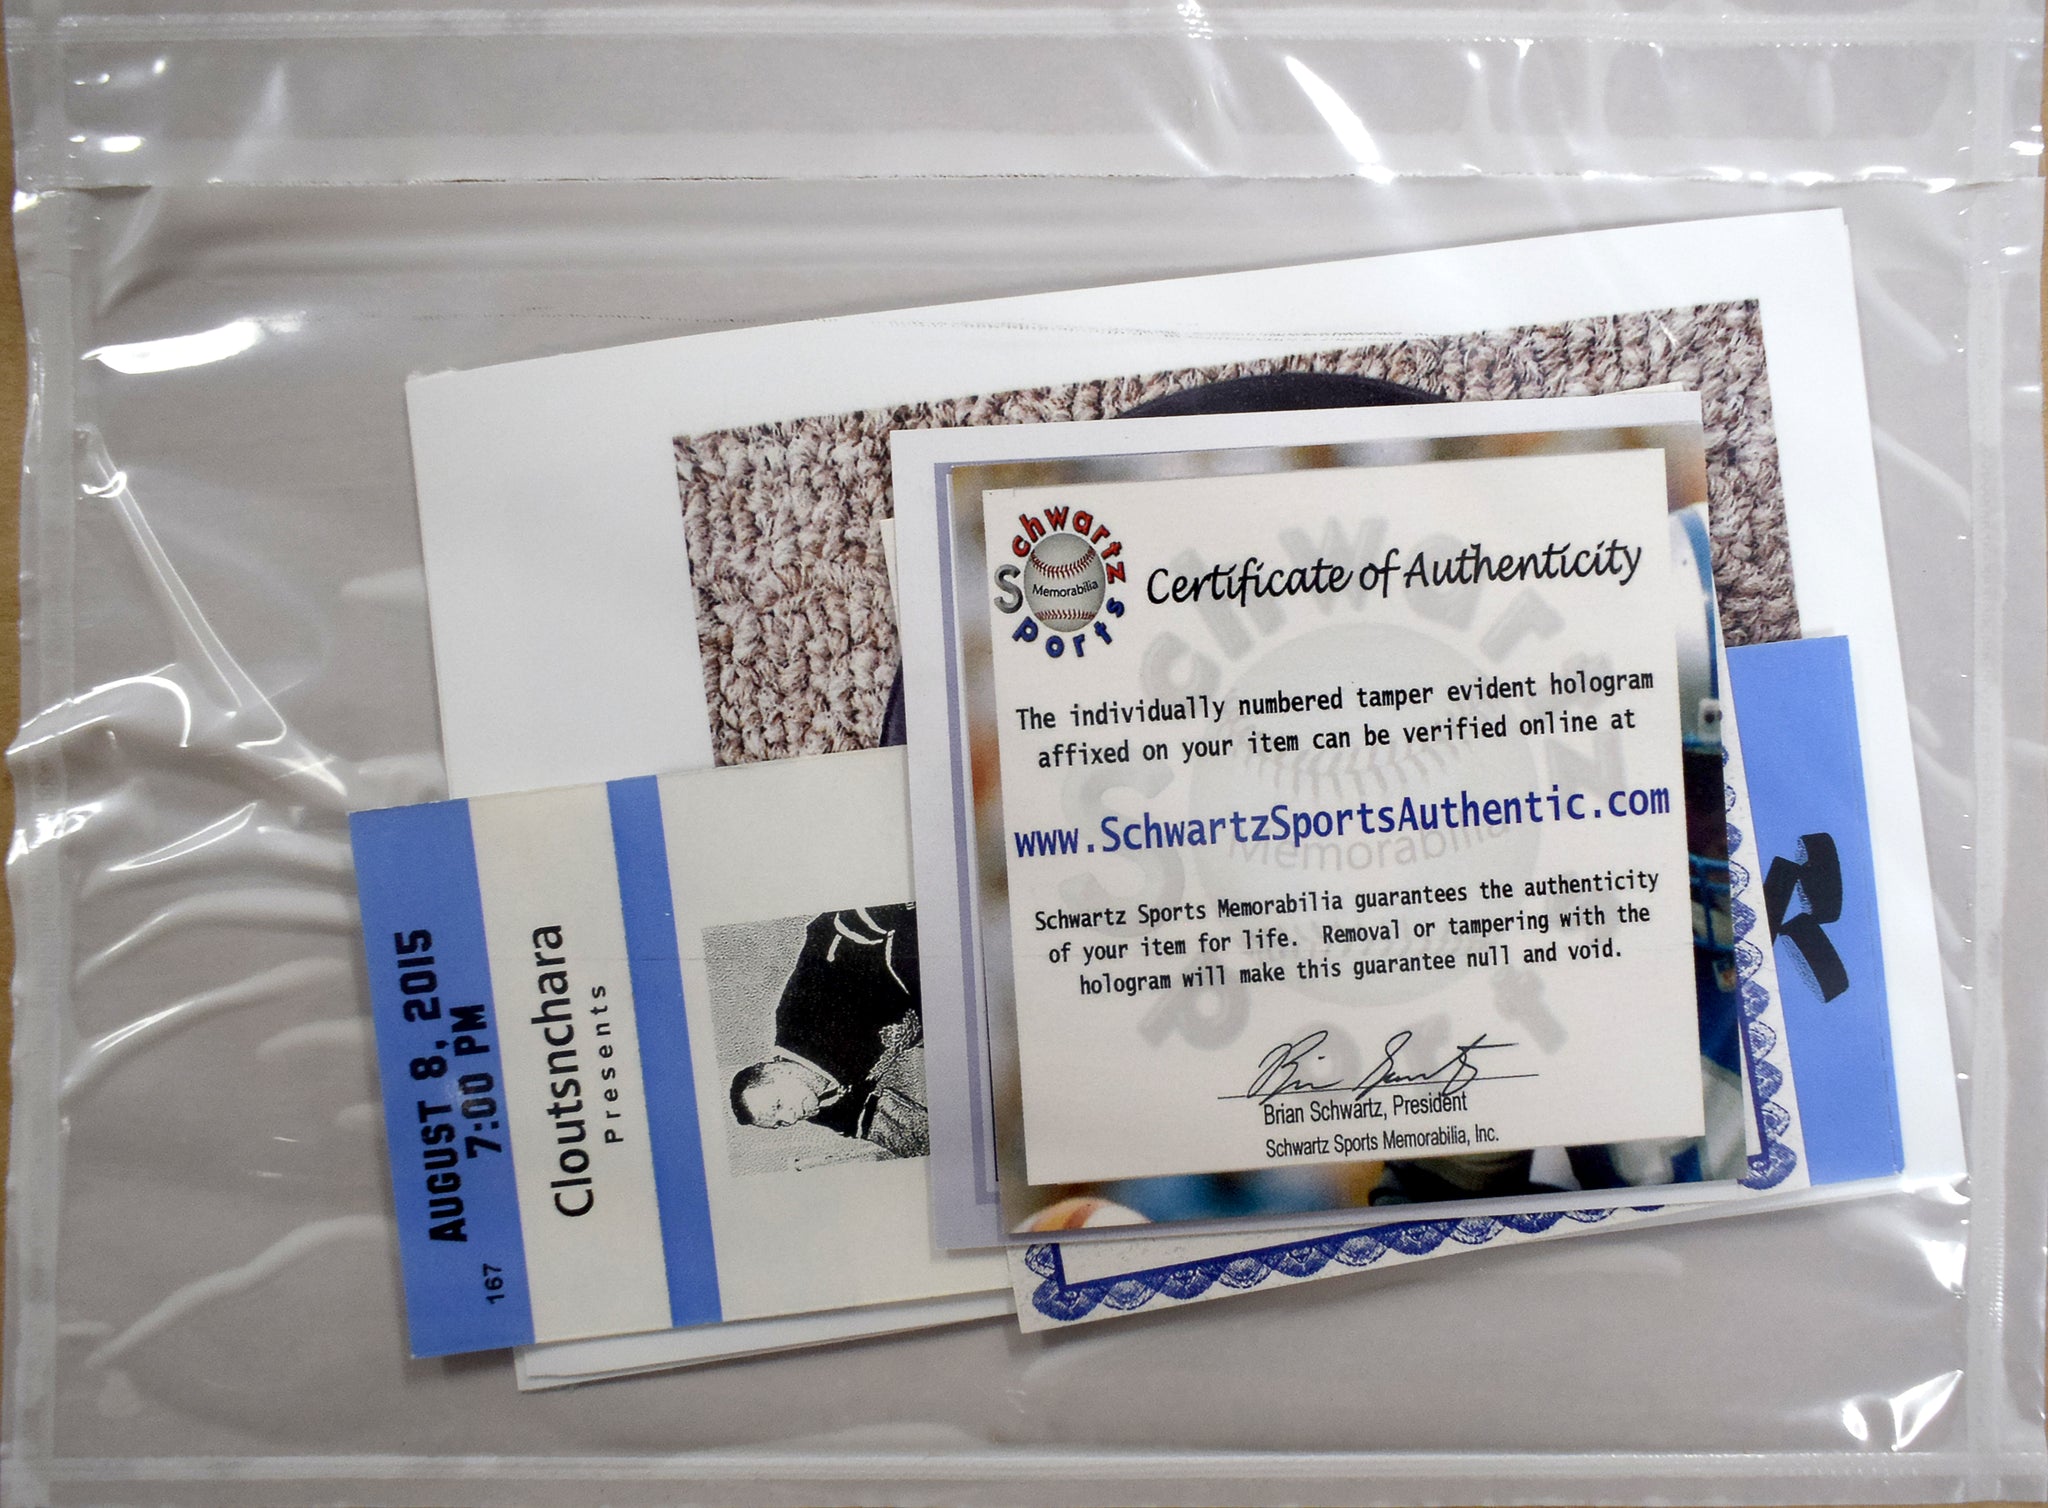 Schwartz
Sports
Memorabilia
Certificate of Authenticity
The individually numbered tamper evident hologram
affixed on your item can be verified online at
www.SchwartzSportsAuthentic.com
Schwartz Sports Memorabilia guarantees the authenticity
of your item for life. Removal or tampering with the
hologram will make this guarantee null and void.
Brian Schwartz
Brian Schwartz, President
Schwartz Sports Memorabilia, Inc.
AUGUST 8, 2015
7:00 PM
167
Cloutsnchara
Presents